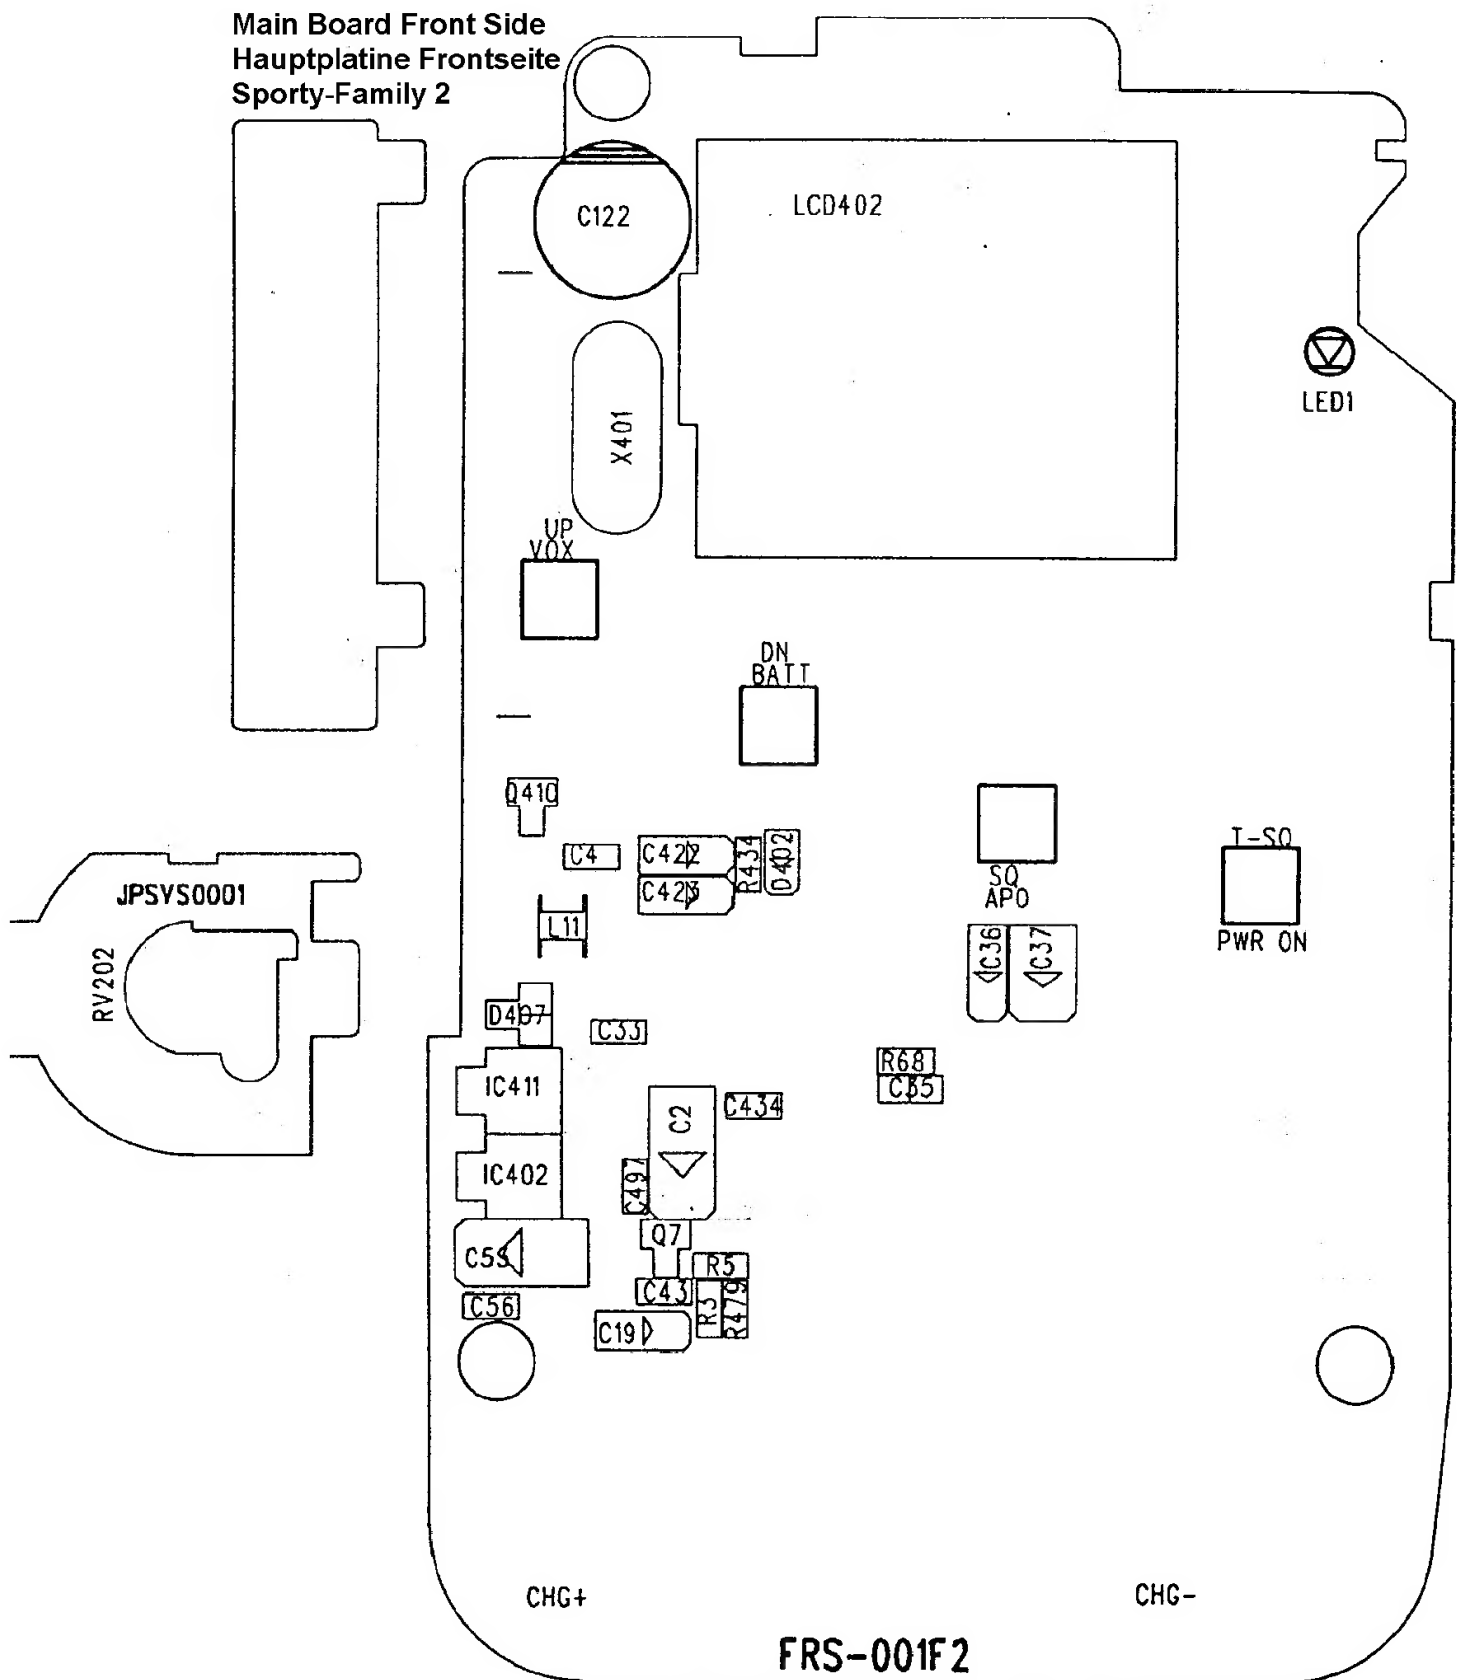 Main Board Front Side
Hauptplatine Frontseite
Sporty-Family 2
C122
LCD402
LED1
X401
UP
VOX
DN
BATT
Q410
C4
C422
C423
R434
D402
SQ
APO
T-SQ
PWR ON
JPSYS0001
RV202
L11
C36
C37
D407
C33
IC411
R68
C35
C2
C434
IC402
C497
Q7
C55
R5
C43
C56
R3
R479
C19
CHG+
CHG-
FRS-001F2